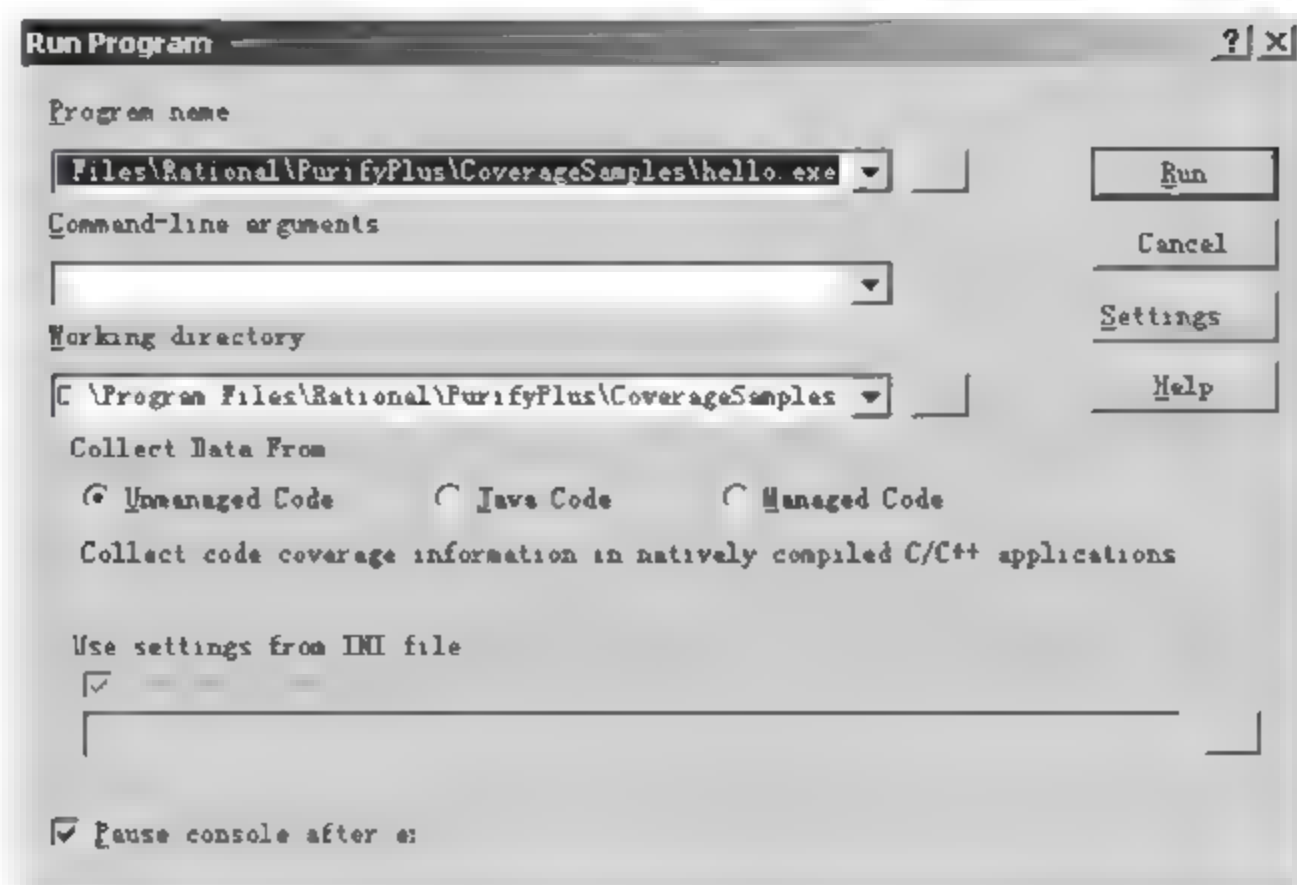 Run Program
Program name
Files\Rational\PurifyPlus\CoverageSamples\hello.exe
Run
Command-line arguments
Cancel
Settings
Working directory
C \Program Files\Rational\PurifyPlus\CoverageSamples
Help
Collect Data From
Unmanaged Code Java Code Managed Code
Collect code coverage information in natively compiled C/C++ applications
Use settings from INI file
Pause console after